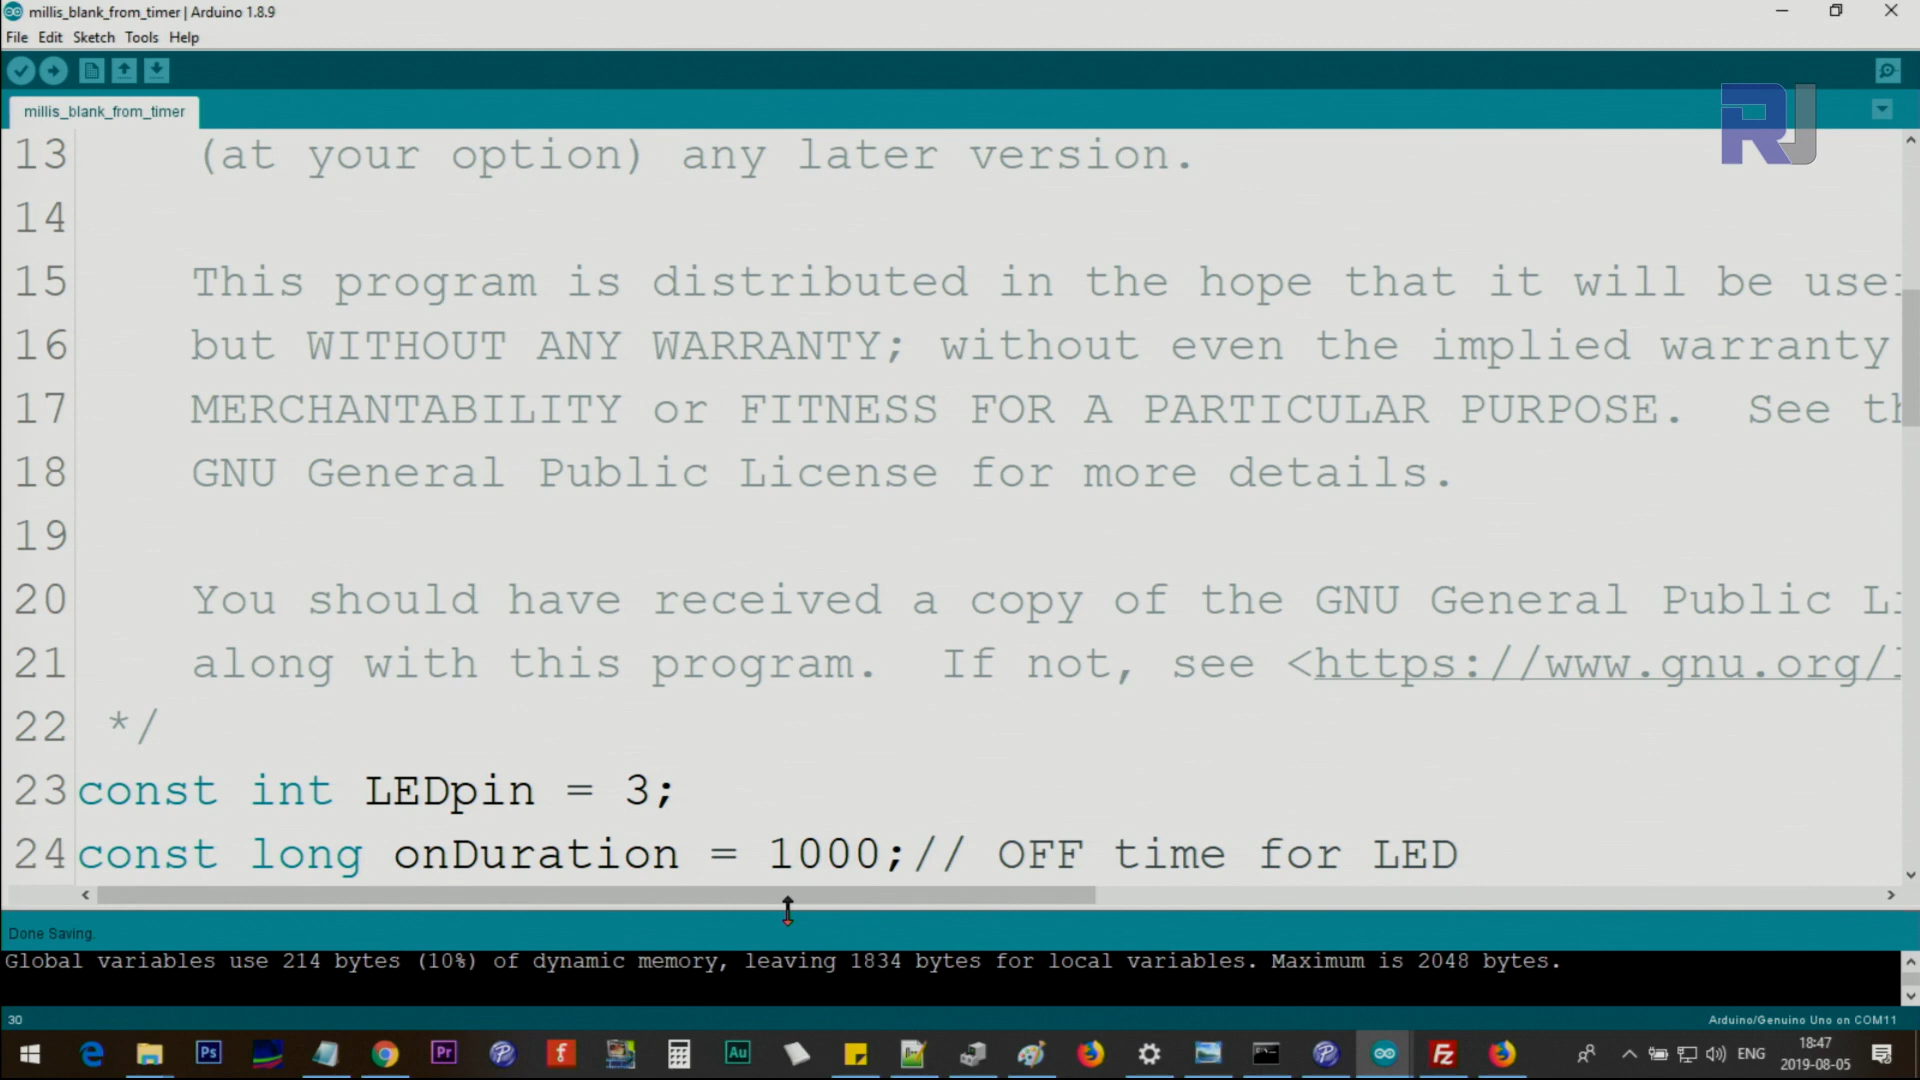 millis_blank_from_timer | Arduino 1.8.9
File Edit Sketch Tools Help
millis_blank_from_timer
RJ
13 (at your option) any later version.
14
15 This program is distributed in the hope that it will be
16 but WITHOUT ANY WARRANTY; without even the implied warranty
17 MERCHANTABILITY or FITNESS FOR A PARTICULAR PURPOSE. See
18 GNU General Public License for more details.
19
20 You should have received a copy of the GNU General Public
21 along with this program. If not, see <https://www.gnu.org/
22 */
23 const int LEDpin = 3;
24 const long onDuration = 1000;// OFF time for LED
Done Saving.
Global variables use 214 bytes (10%) of dynamic memory, leaving 1834 bytes for local variables. Maximum is 2048 bytes.
30
Arduino/Genuino Uno on COM11
Ps Pr Au Fz
ENG
18:47
2019-08-05